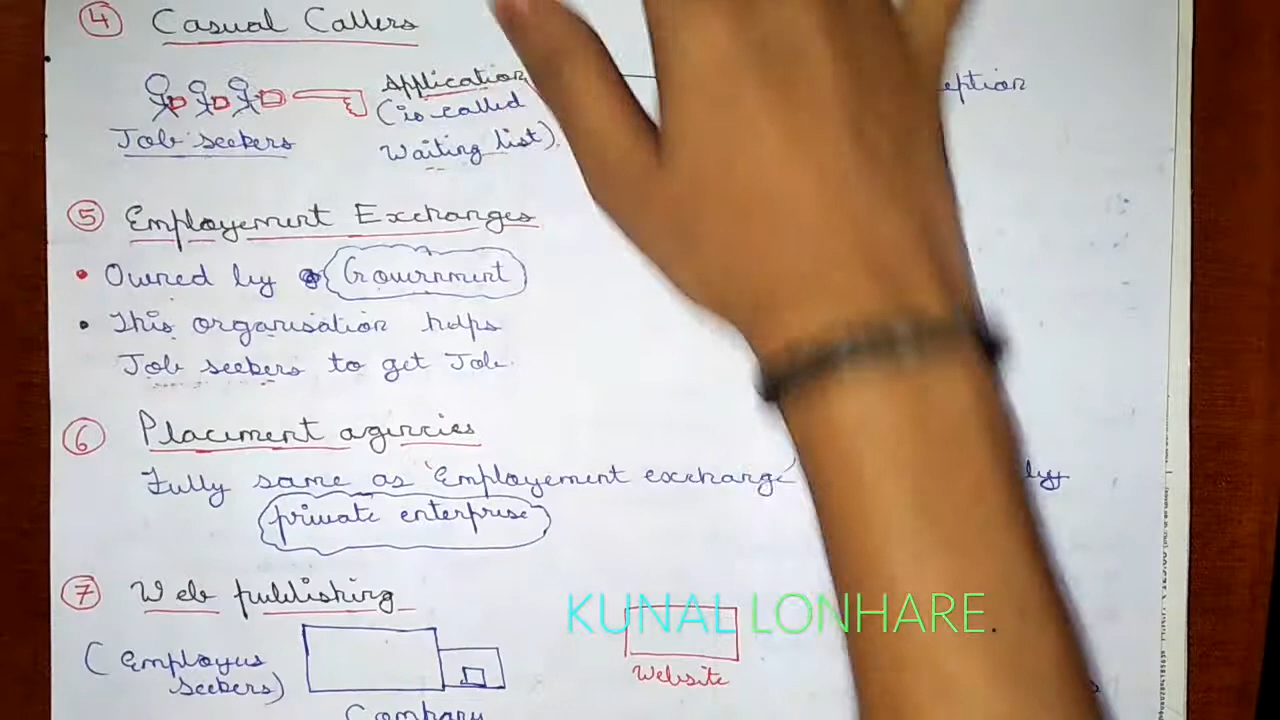 ④ Casual Callers
Application
(is called
Waiting list).
eption
Job seekers
⑤ Employement Exchanges
• Owned by Government
• This organisation helps
Job seekers to get Job.
⑥ Placement agencies
Fully same as 'Employement exchange' by
private enterprise
⑦ Web publishing
KUNAL LONHARE.
(Employees
seekers)
Website
Company